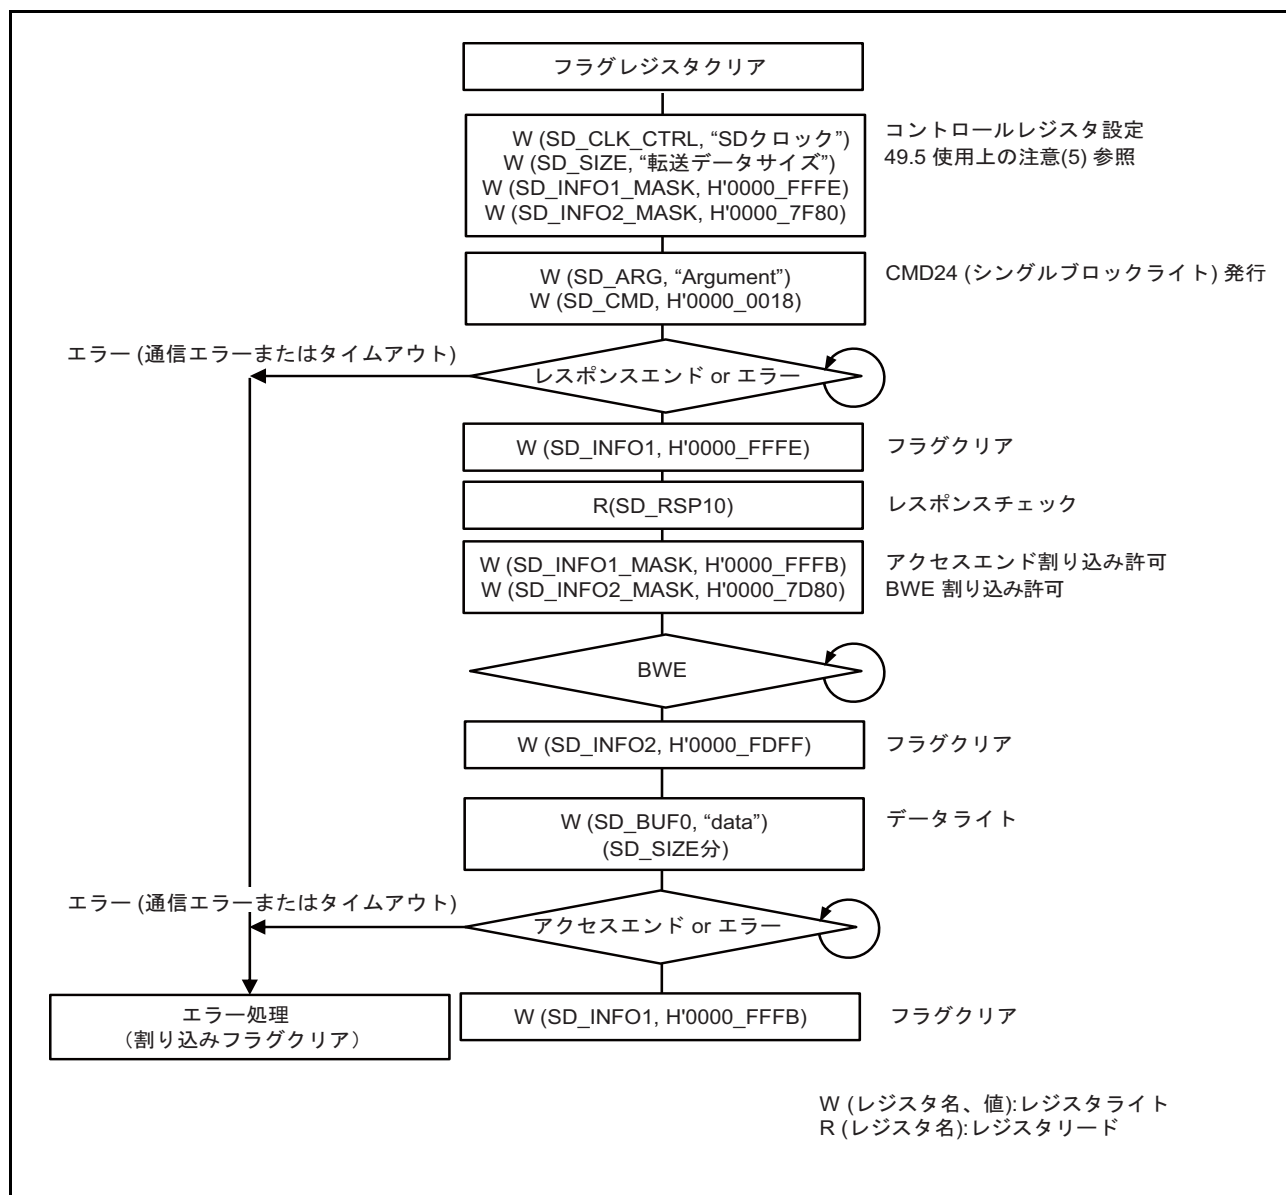 フラグレジスタクリア
W (SD_CLK_CTRL, “SDクロック”)
W (SD_SIZE, “転送データサイズ”)
W (SD_INFO1_MASK, H'0000_FFFE)
W (SD_INFO2_MASK, H'0000_7F80)
コントロールレジスタ設定
49.5 使用上の注意(5) 参照
W (SD_ARG, “Argument”)
W (SD_CMD, H'0000_0018)
CMD24 (シングルブロックライト) 発行
エラー (通信エラーまたはタイムアウト)
レスポンスエンド or エラー
W (SD_INFO1, H'0000_FFFE)
フラグクリア
R(SD_RSP10)
レスポンスチェック
W (SD_INFO1_MASK, H'0000_FFFB)
W (SD_INFO2_MASK, H'0000_7D80)
アクセスエンド割り込み許可
BWE 割り込み許可
BWE
W (SD_INFO2, H'0000_FDFF)
フラグクリア
W (SD_BUF0, “data”)
(SD_SIZE分)
データライト
エラー (通信エラーまたはタイムアウト)
アクセスエンド or エラー
エラー処理
（割り込みフラグクリア）
W (SD_INFO1, H'0000_FFFB)
フラグクリア
W (レジスタ名、値):レジスタライト
R (レジスタ名):レジスタリード